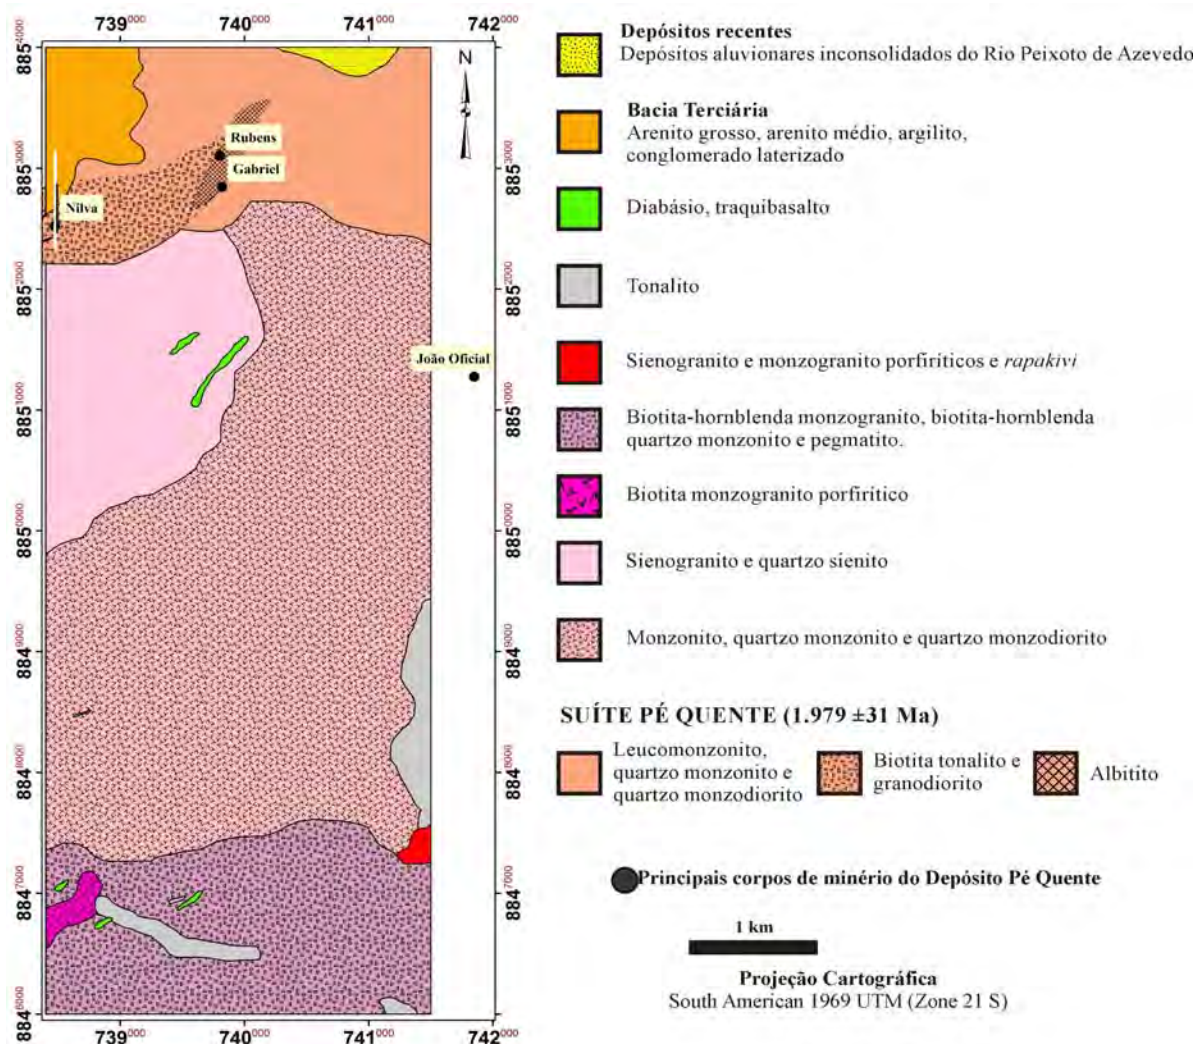 739000 740000 741000 742000
8854000
8853000
8852000
8851000
8850000
8849000
8848000
8847000
8846000
739000 740000 741000 742000
N
Rubens
Gabriel
Nilva
João Oficial
Depósitos recentes
Depósitos aluvionares inconsolidados do Rio Peixoto de Azevedo
Bacia Terciária
Arenito grosso, arenito médio, argilito,
conglomerado laterizado
Diabásio, traquibasalto
Tonalito
Sienogranito e monzogranito porfiríticos e rapakivi
Biotita-hornblenda monzogranito, biotita-hornblenda
quartzo monzonito e pegmatito.
Biotita monzogranito porfirítico
Sienogranito e quartzo sienito
Monzonito, quartzo monzonito e quartzo monzodiorito
SUÍTE PÉ QUENTE (1.979 ±31 Ma)
Leucomonzonito,
quartzo monzonito e
quartzo monzodiorito
Biotita tonalito e
granodiorito
Albitito
Principais corpos de minério do Depósito Pé Quente
1 km
Projeção Cartográfica
South American 1969 UTM (Zone 21 S)